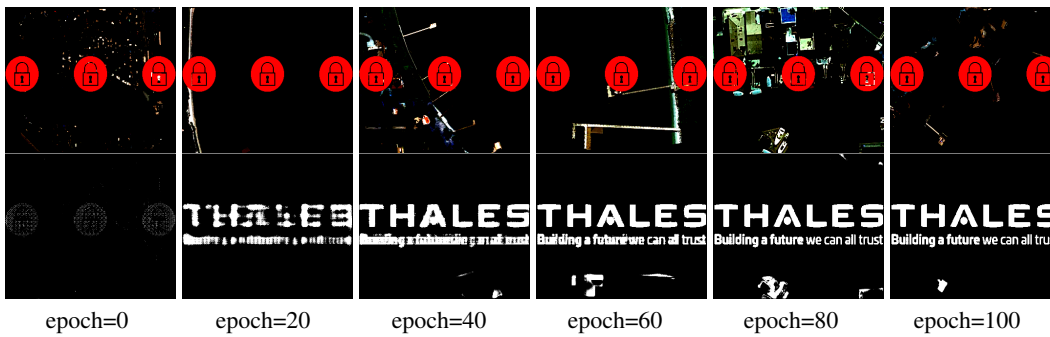 THALEB THALES THALES THALES THALES
Building a future we can all trust Building a future we can all trust Building a future we can all trust Building a future we can all tru
epoch=0 epoch=20 epoch=40 epoch=60 epoch=80 epoch=100